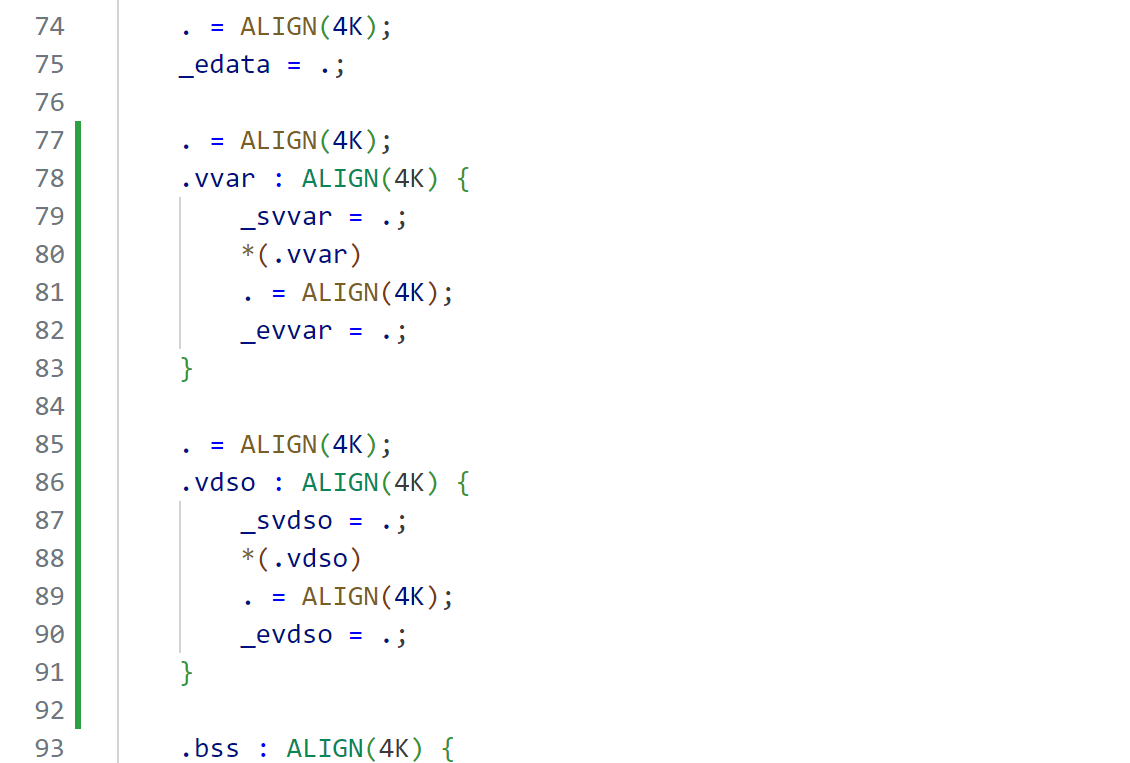 74 . = ALIGN(4K);
75 _edata = .;
76
77 . = ALIGN(4K);
78 .vvar : ALIGN(4K) {
79 _svvar = .;
80 *(.vvar)
81 . = ALIGN(4K);
82 _evvar = .;
83 }
84
85 . = ALIGN(4K);
86 .vdso : ALIGN(4K) {
87 _svdso = .;
88 *(.vdso)
89 . = ALIGN(4K);
90 _evdso = .;
91 }
92
93 .bss : ALIGN(4K) {